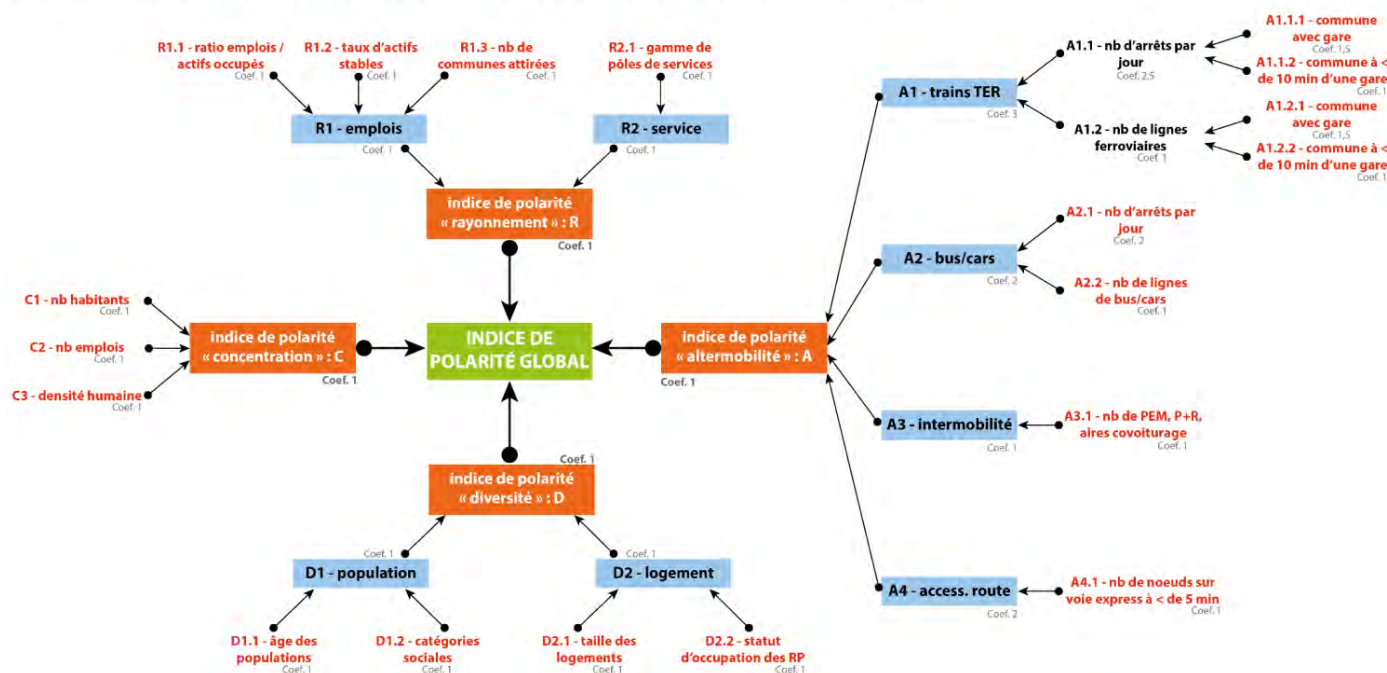 R1.1 - ratio emplois /
actifs occupés
Coef. 1
R1.2 - taux d'actifs
stables
Coef. 1
R1.3 - nb de
communes attirées
Coef. 1
R2.1 - gamme de
pôles de services
Coef. 1
R1 - emplois
Coef. 1
R2 - service
Coef. 1
indice de polarité
« rayonnement » : R
Coef. 1
C1 - nb habitants
Coef. 1
C2 - nb emplois
Coef. 1
C3 - densité humaine
Coef. 1
indice de polarité
« concentration » : C
Coef. 1
INDICE DE
POLARITÉ GLOBAL
indice de polarité
« altermobilité » : A
Coef. 1
A1 - trains TER
Coef. 3
A1.1 - nb d'arrêts par
jour
Coef. 2,5
A1.1.1 - commune
avec gare
Coef. 1,5
A1.1.2 - commune à <
de 10 min d'une gare
Coef. 1
A1.2 - nb de lignes
ferroviaires
Coef. 1
A1.2.1 - commune
avec gare
Coef. 1,5
A1.2.2 - commune à <
de 10 min d'une gare
Coef. 1
A2 - bus/cars
Coef. 2
A2.1 - nb d'arrêts par
jour
Coef. 2
A2.2 - nb de lignes
de bus/cars
Coef. 1
A3 - intermobilité
Coef. 1
A3.1 - nb de PEM, P+R,
aires covoiturage
Coef. 1
A4 - access. route
Coef. 2
A4.1 - nb de noeuds sur
voie express à < de 5 min
Coef. 1
Coef. 1
indice de polarité
« diversité » : D
Coef. 1
D1 - population
Coef. 1
D2 - logement
D1.1 - âge des
populations
Coef. 1
D1.2 - catégories
sociales
Coef. 1
D2.1 - taille des
logements
Coef. 1
D2.2 - statut
d'occupation des RP
Coef. 1